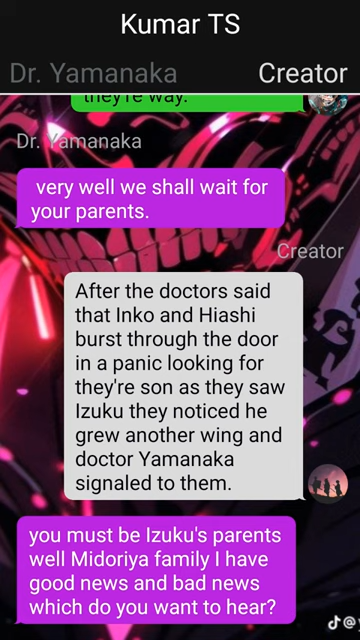 Kumar TS
Dr. Yamanaka
Creator
they're way.
Dr. Yamanaka
very well we shall wait for
your parents.
Creator
After the doctors said
that Inko and Hiashi
burst through the door
in a panic looking for
they're son as they saw
Izuku they noticed he
grew another wing and
doctor Yamanaka
signaled to them.
you must be Izuku's parents
well Midoriya family I have
good news and bad news
which do you want to hear?
@